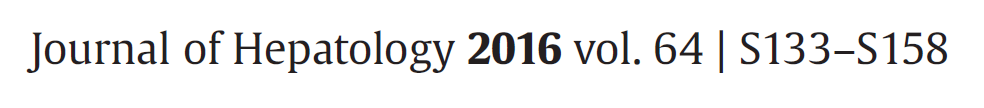 Journal of Hepatology 2016 vol. 64 | S133–S158